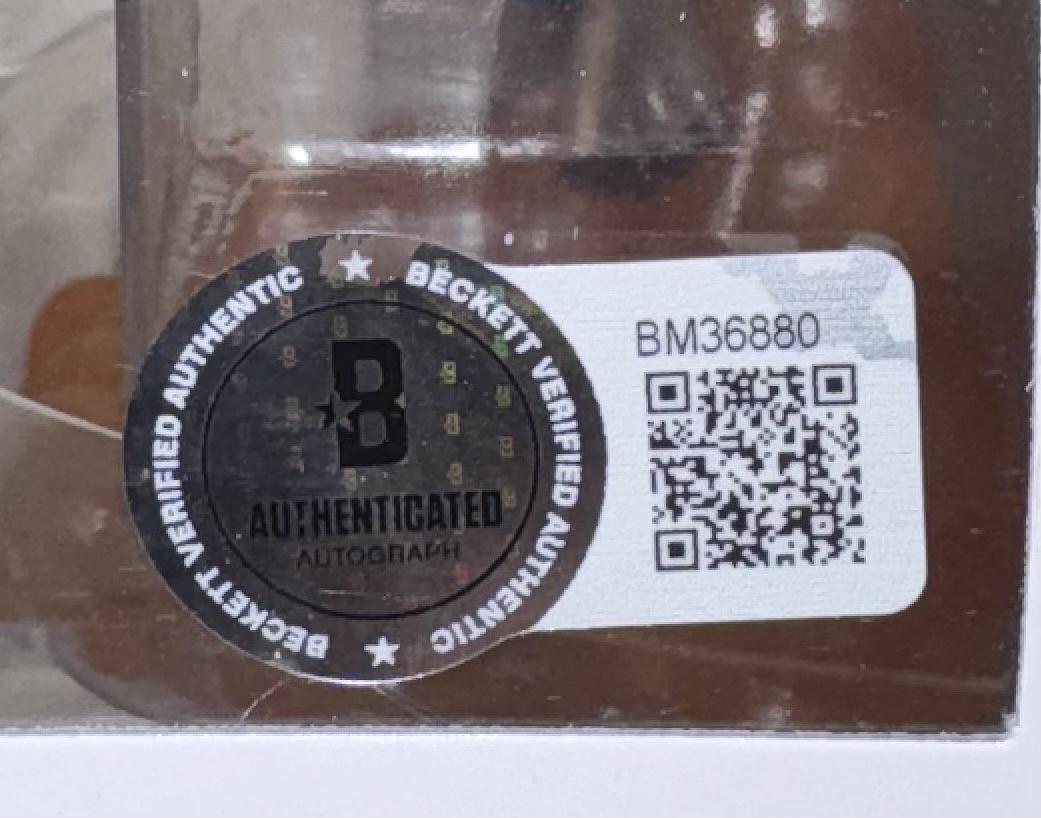 BECKETT VERIFIED AUTHENTIC
BECKETT VERIFIED AUTHENTIC
B
AUTHENTICATED
AUTOGRAPH
BM36880